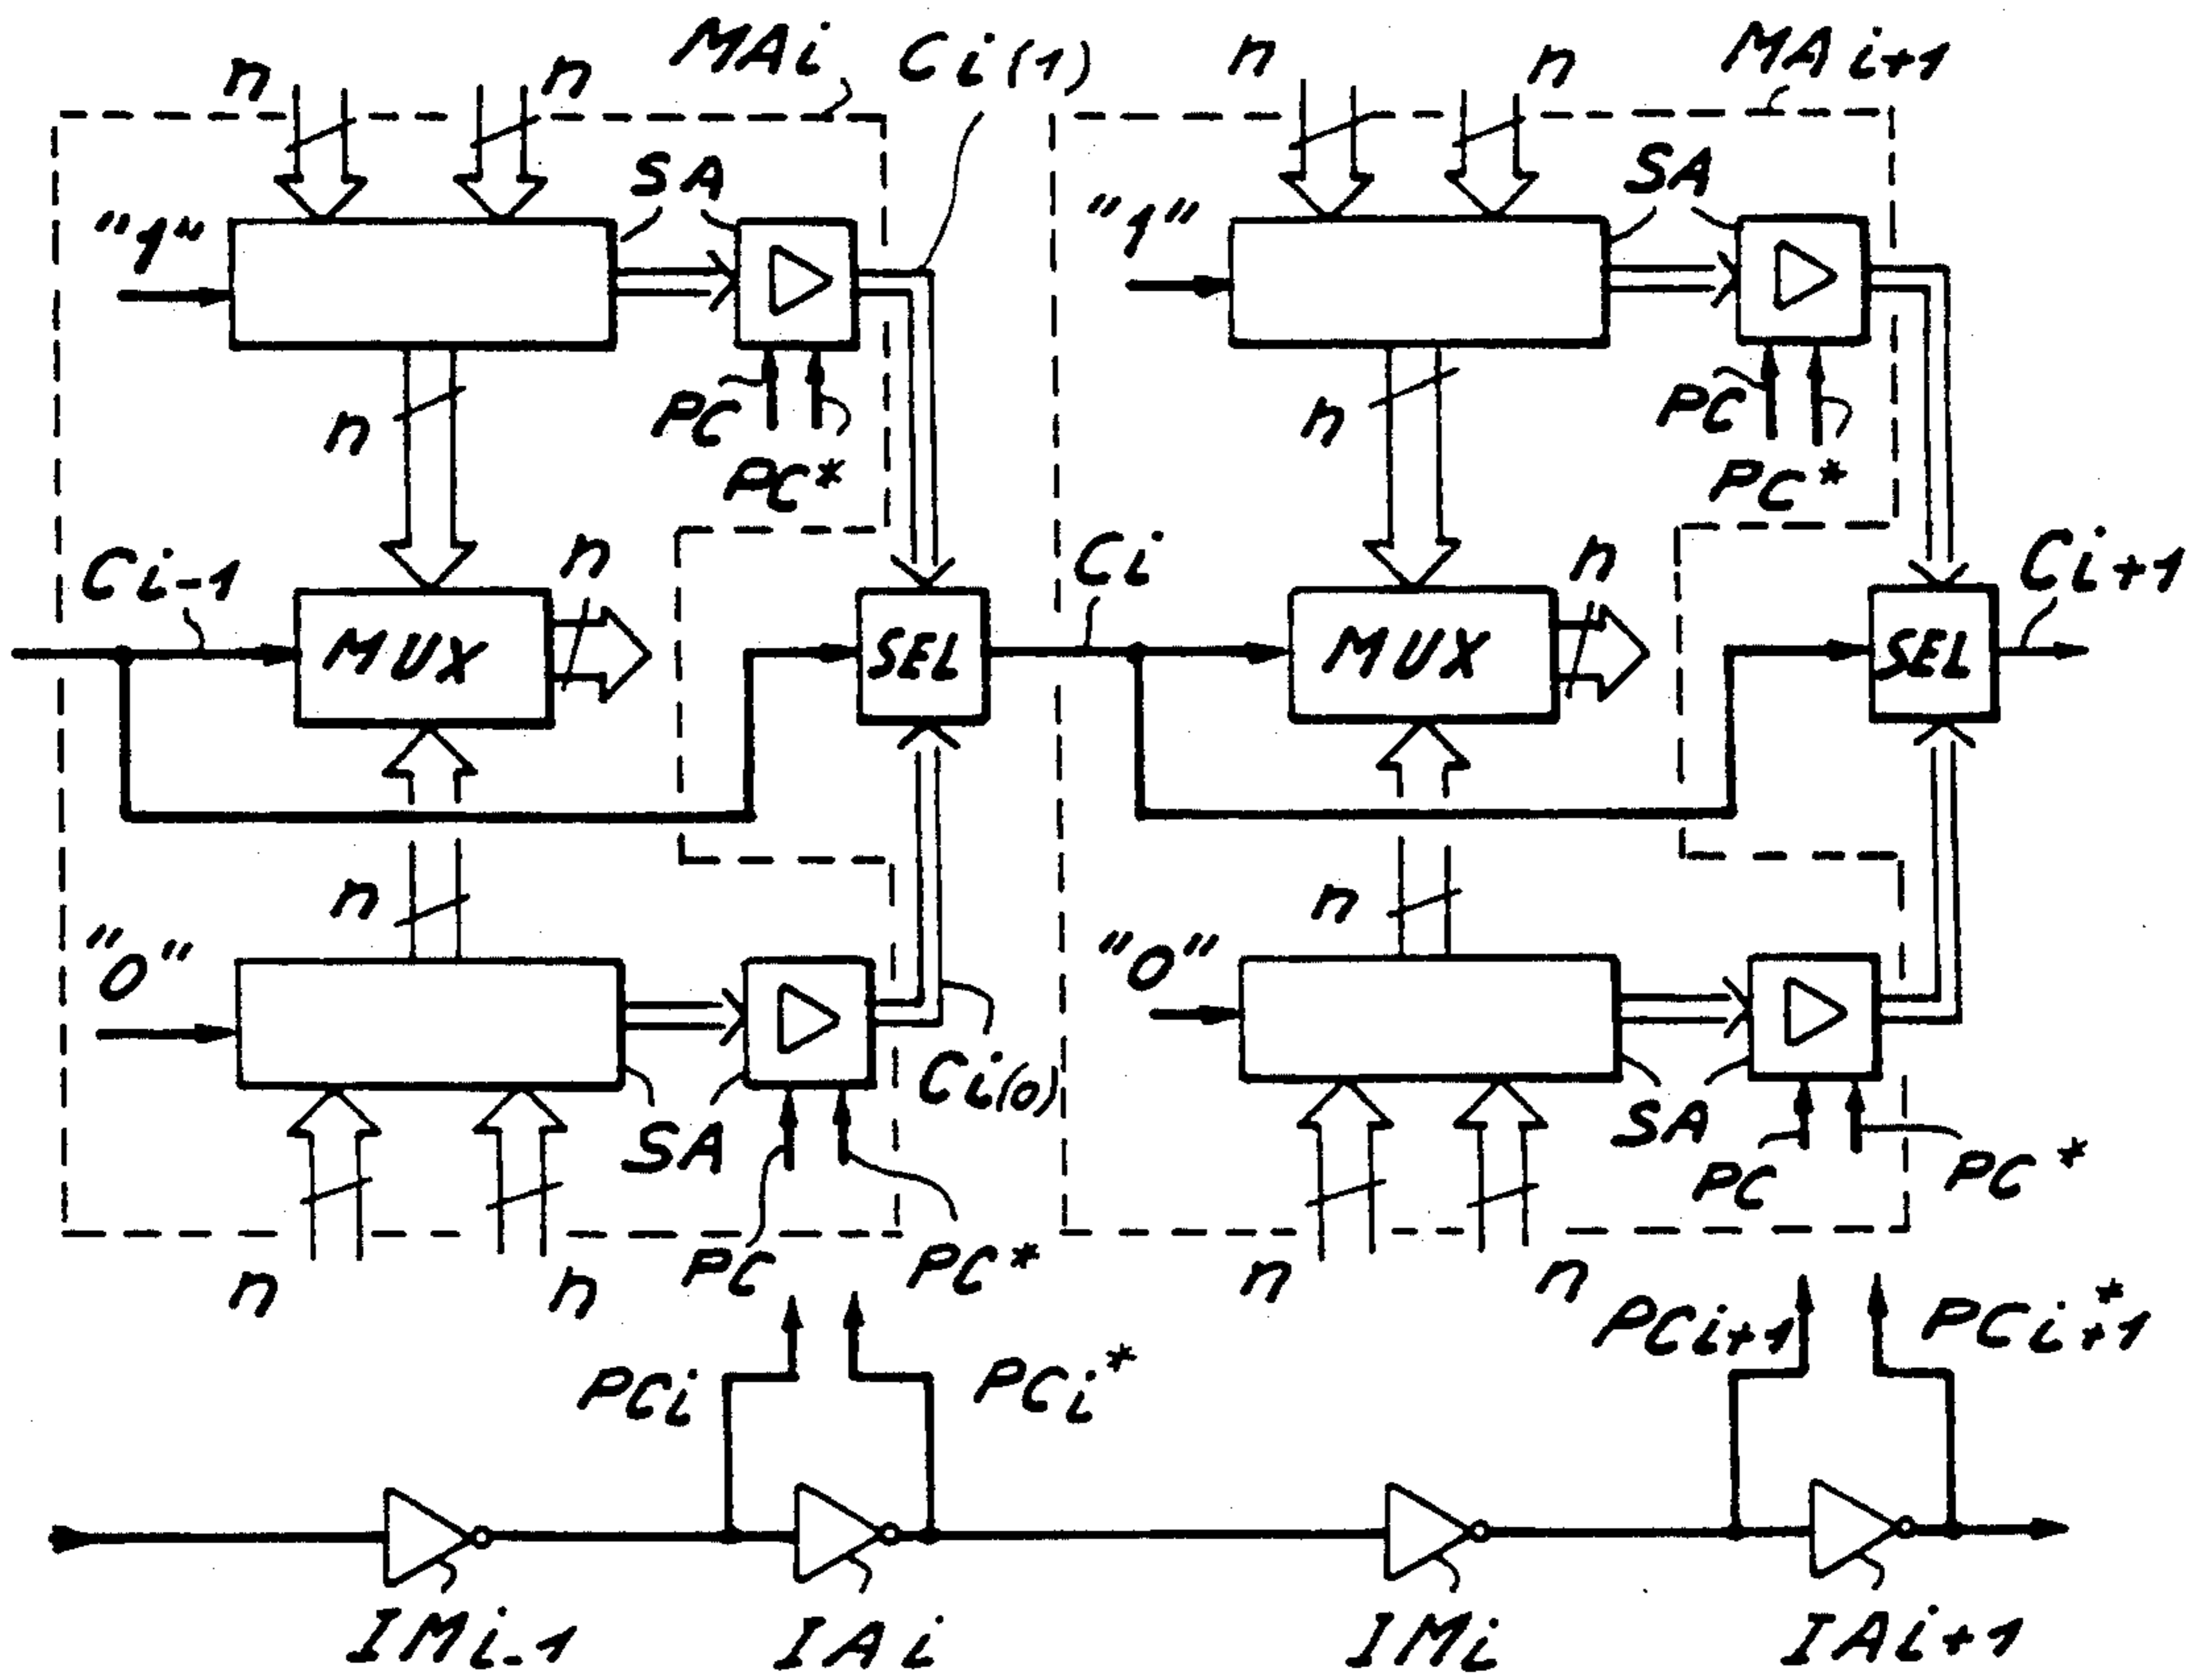 n
n
MAi
Ci(1)
n
n
MAi+1
SA
SA
"1"
"1"
PC
PC*
PC
PC*
n
n
Ci-1
n
Ci
n
Ci+1
MUX
SEL
MUX
SEL
n
n
"0"
"0"
Ci(0)
SA
PC
PC*
SA
PC
PC*
n
n
n
n
PCi
PCi*
PCi+1
PCi+1*
IMi-1
IAi
IMi
IAi+1